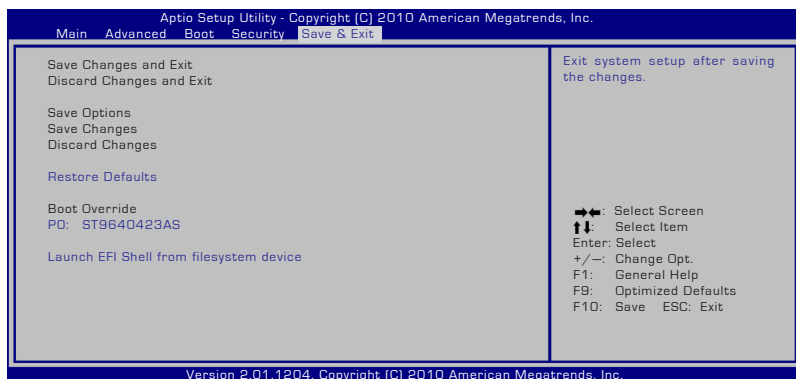 Aptio Setup Utility - Copyright (C) 2010 American Megatrends, Inc.
Main Advanced Boot Security Save & Exit
Save Changes and Exit
Discard Changes and Exit
Save Options
Save Changes
Discard Changes
Restore Defaults
Boot Override
P0: ST9640423AS
Launch EFI Shell from filesystem device
Exit system setup after saving
the changes.
→←: Select Screen
↑↓: Select Item
Enter: Select
+/—: Change Opt.
F1: General Help
F9: Optimized Defaults
F10: Save ESC: Exit
Version 2.01.1204. Copyright (C) 2010 American Megatrends, Inc.